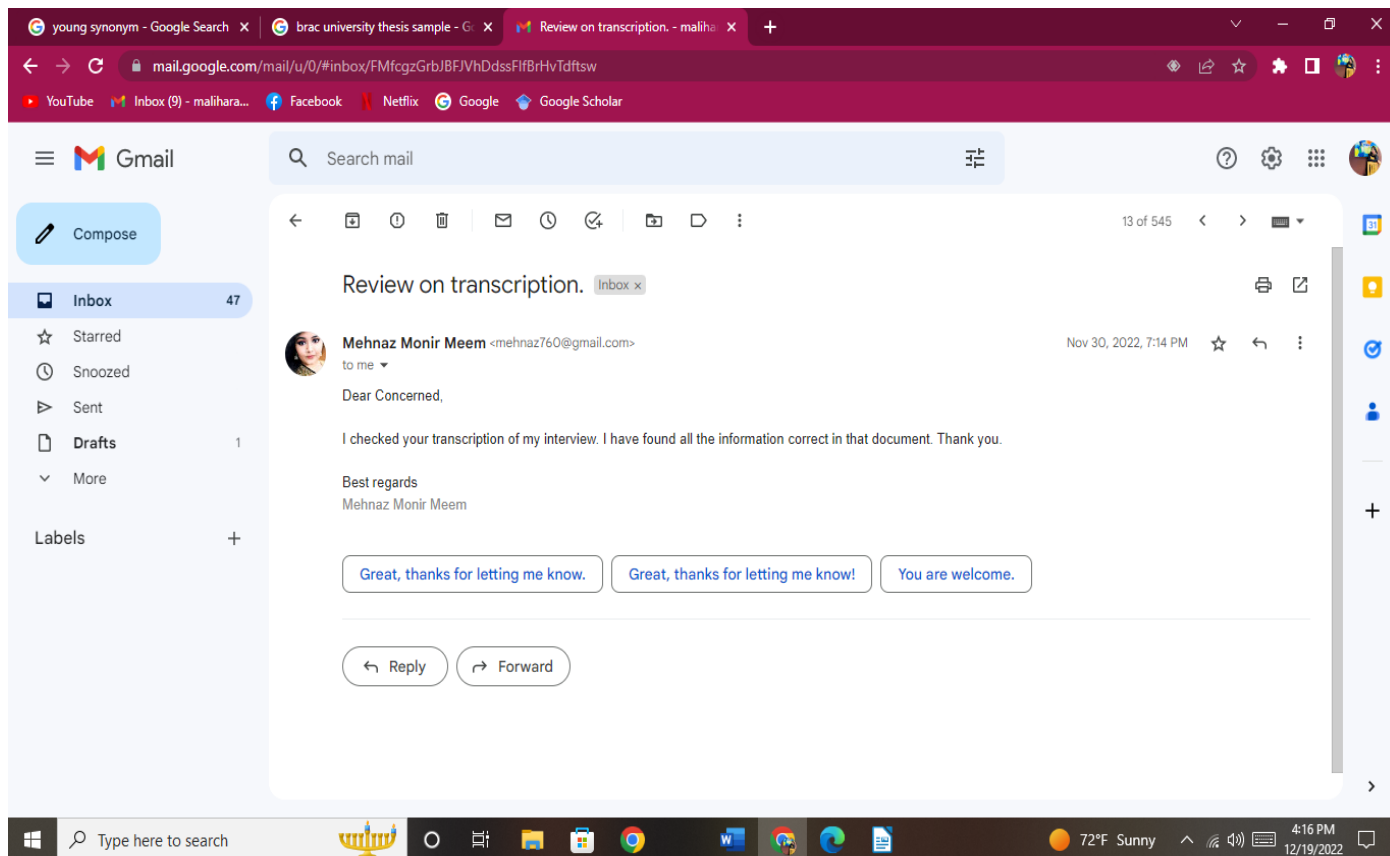 young synonym - Google Search
brac university thesis sample - Go
Review on transcription. - maliha
mail.google.com/mail/u/0/#inbox/FMfcgzGrbJBFJVhDdssFlfBrHvTdftsw
YouTube
Inbox (9) - malihara...
Facebook
Netflix
Google
Google Scholar
Gmail
Search mail
Compose
13 of 545
31
Review on transcription.
Inbox ×
Inbox 47
Starred
Snoozed
Sent
Drafts 1
More
Labels
Mehnaz Monir Meem <mehnaz760@gmail.com>
Nov 30, 2022, 7:14 PM
to me
Dear Concerned,
I checked your transcription of my interview. I have found all the information correct in that document. Thank you.
Best regards
Mehnaz Monir Meem
Great, thanks for letting me know.
Great, thanks for letting me know!
You are welcome.
Reply
Forward
Type here to search
72°F Sunny
4:16 PM
12/19/2022